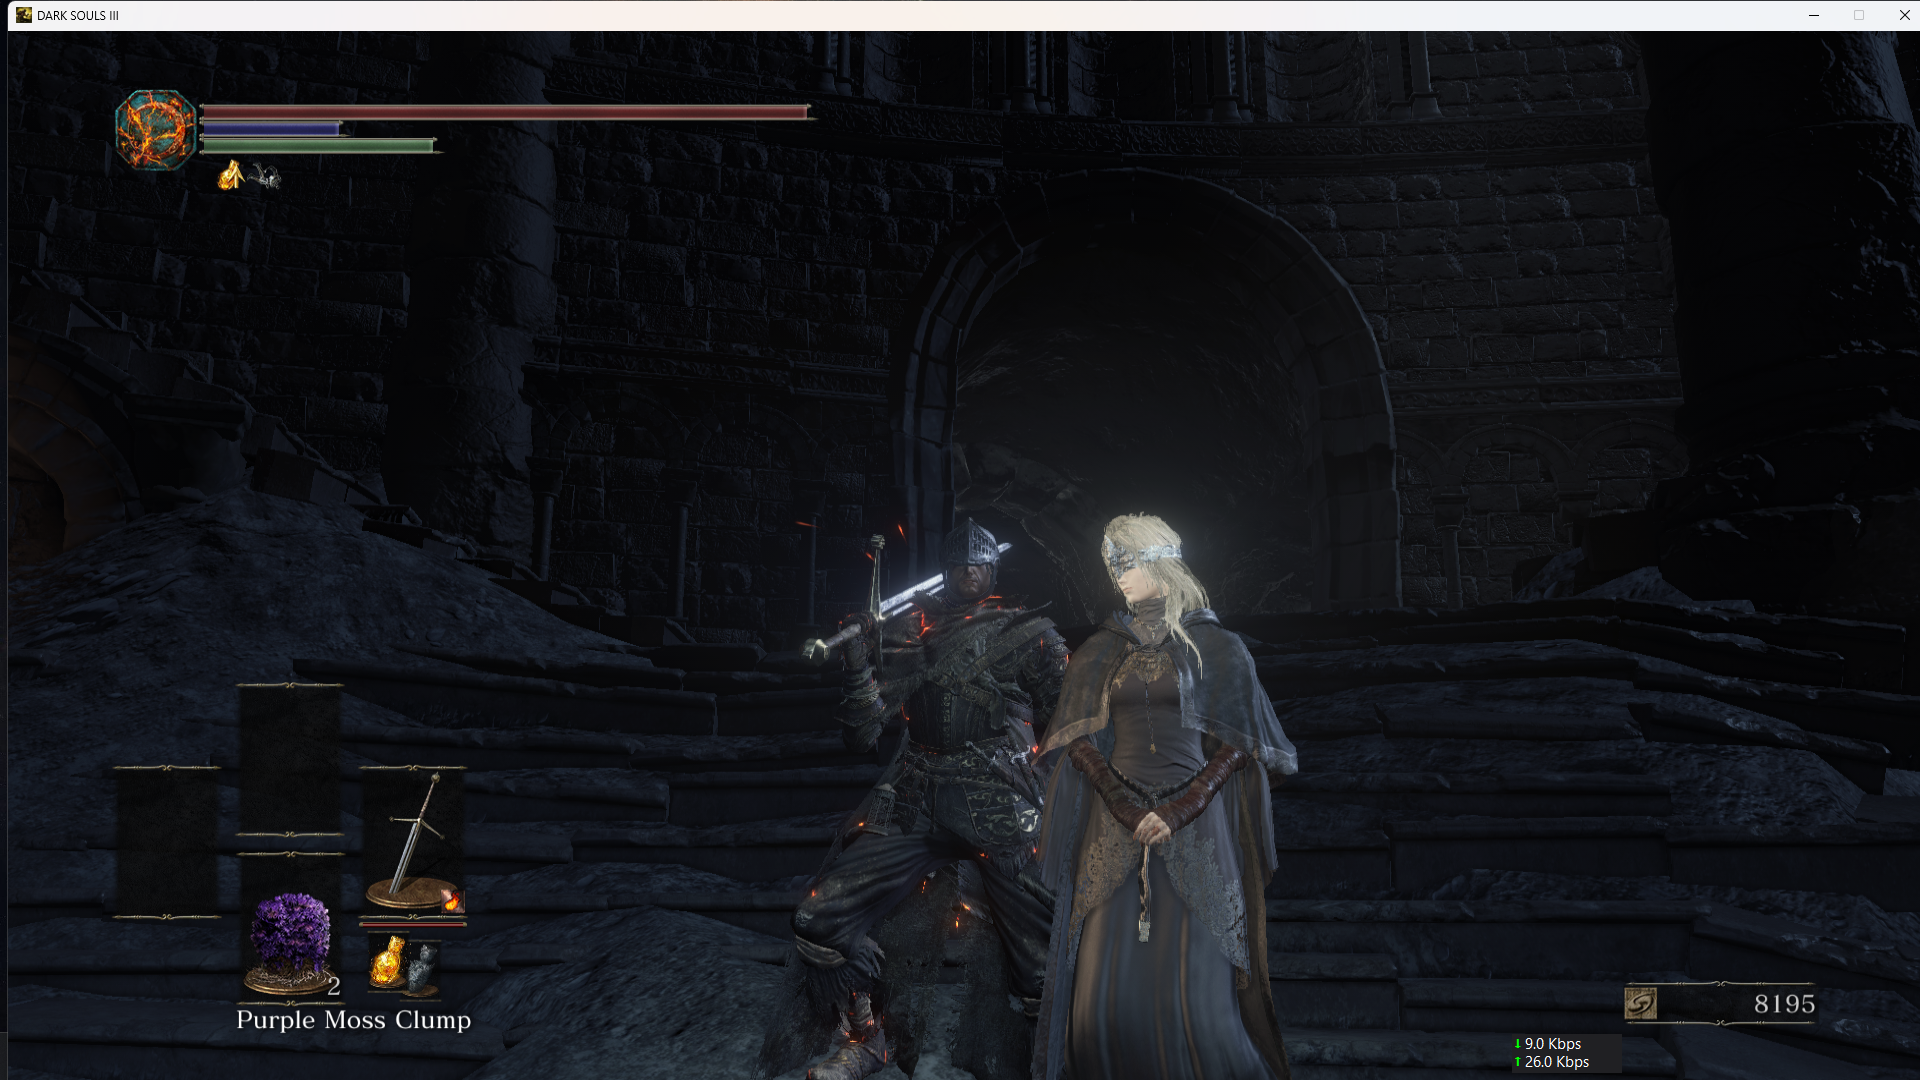 DARK SOULS III
2
Purple Moss Clump
8195
↓ 9.0 Kbps
↑ 26.0 Kbps